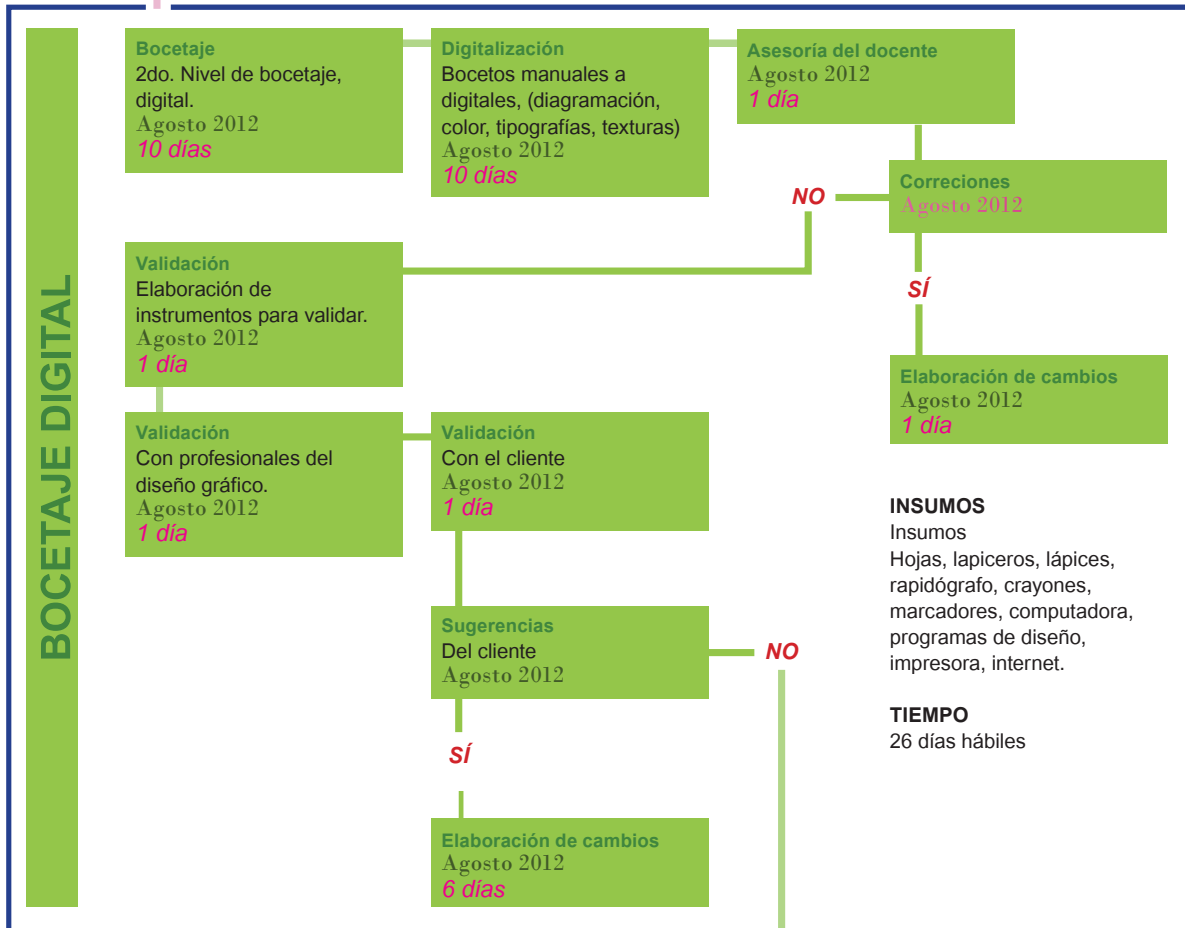 BOCETAJE DIGITAL
Bocetaje
2do. Nivel de bocetaje,
digital.
Agosto 2012
10 días
Digitalización
Bocetos manuales a
digitales, (diagramación,
color, tipografías, texturas)
Agosto 2012
10 días
Asesoría del docente
Agosto 2012
1 día
Correciones
Agosto 2012
NO
SÍ
Elaboración de cambios
Agosto 2012
1 día
Validación
Elaboración de
instrumentos para validar.
Agosto 2012
1 día
Validación
Con profesionales del
diseño gráfico.
Agosto 2012
1 día
Validación
Con el cliente
Agosto 2012
1 día
Sugerencias
Del cliente
Agosto 2012
NO
SÍ
Elaboración de cambios
Agosto 2012
6 días
INSUMOS
Insumos
Hojas, lapiceros, lápices,
rapidógrafo, crayones,
marcadores, computadora,
programas de diseño,
impresora, internet.
TIEMPO
26 días hábiles